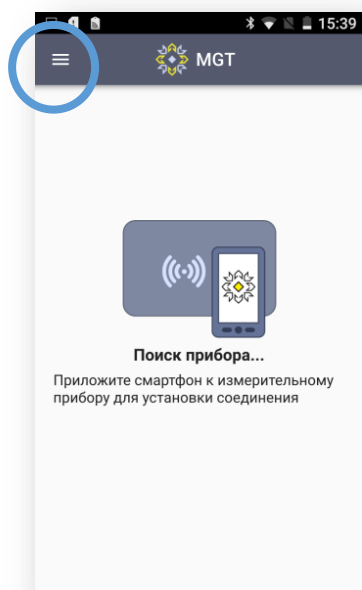 15:39
MGT
Поиск прибора...
Приложите смартфон к измерительному
прибору для установки соединения